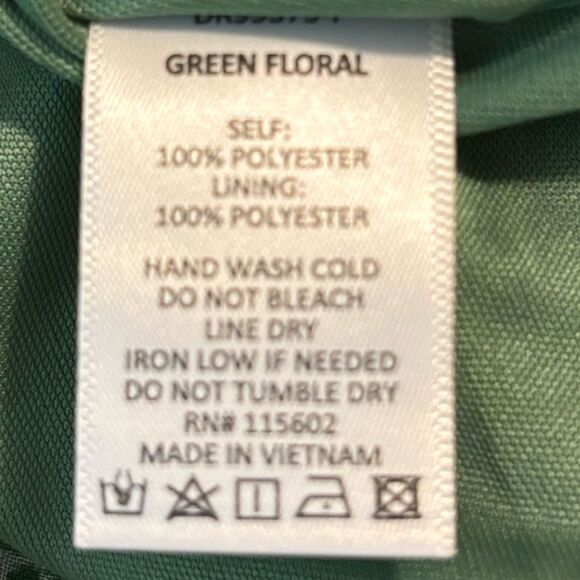 GREEN FLORAL
SELF:
100% POLYESTER
LINING:
100% POLYESTER
HAND WASH COLD
DO NOT BLEACH
LINE DRY
IRON LOW IF NEEDED
DO NOT TUMBLE DRY
RN# 115602
MADE IN VIETNAM